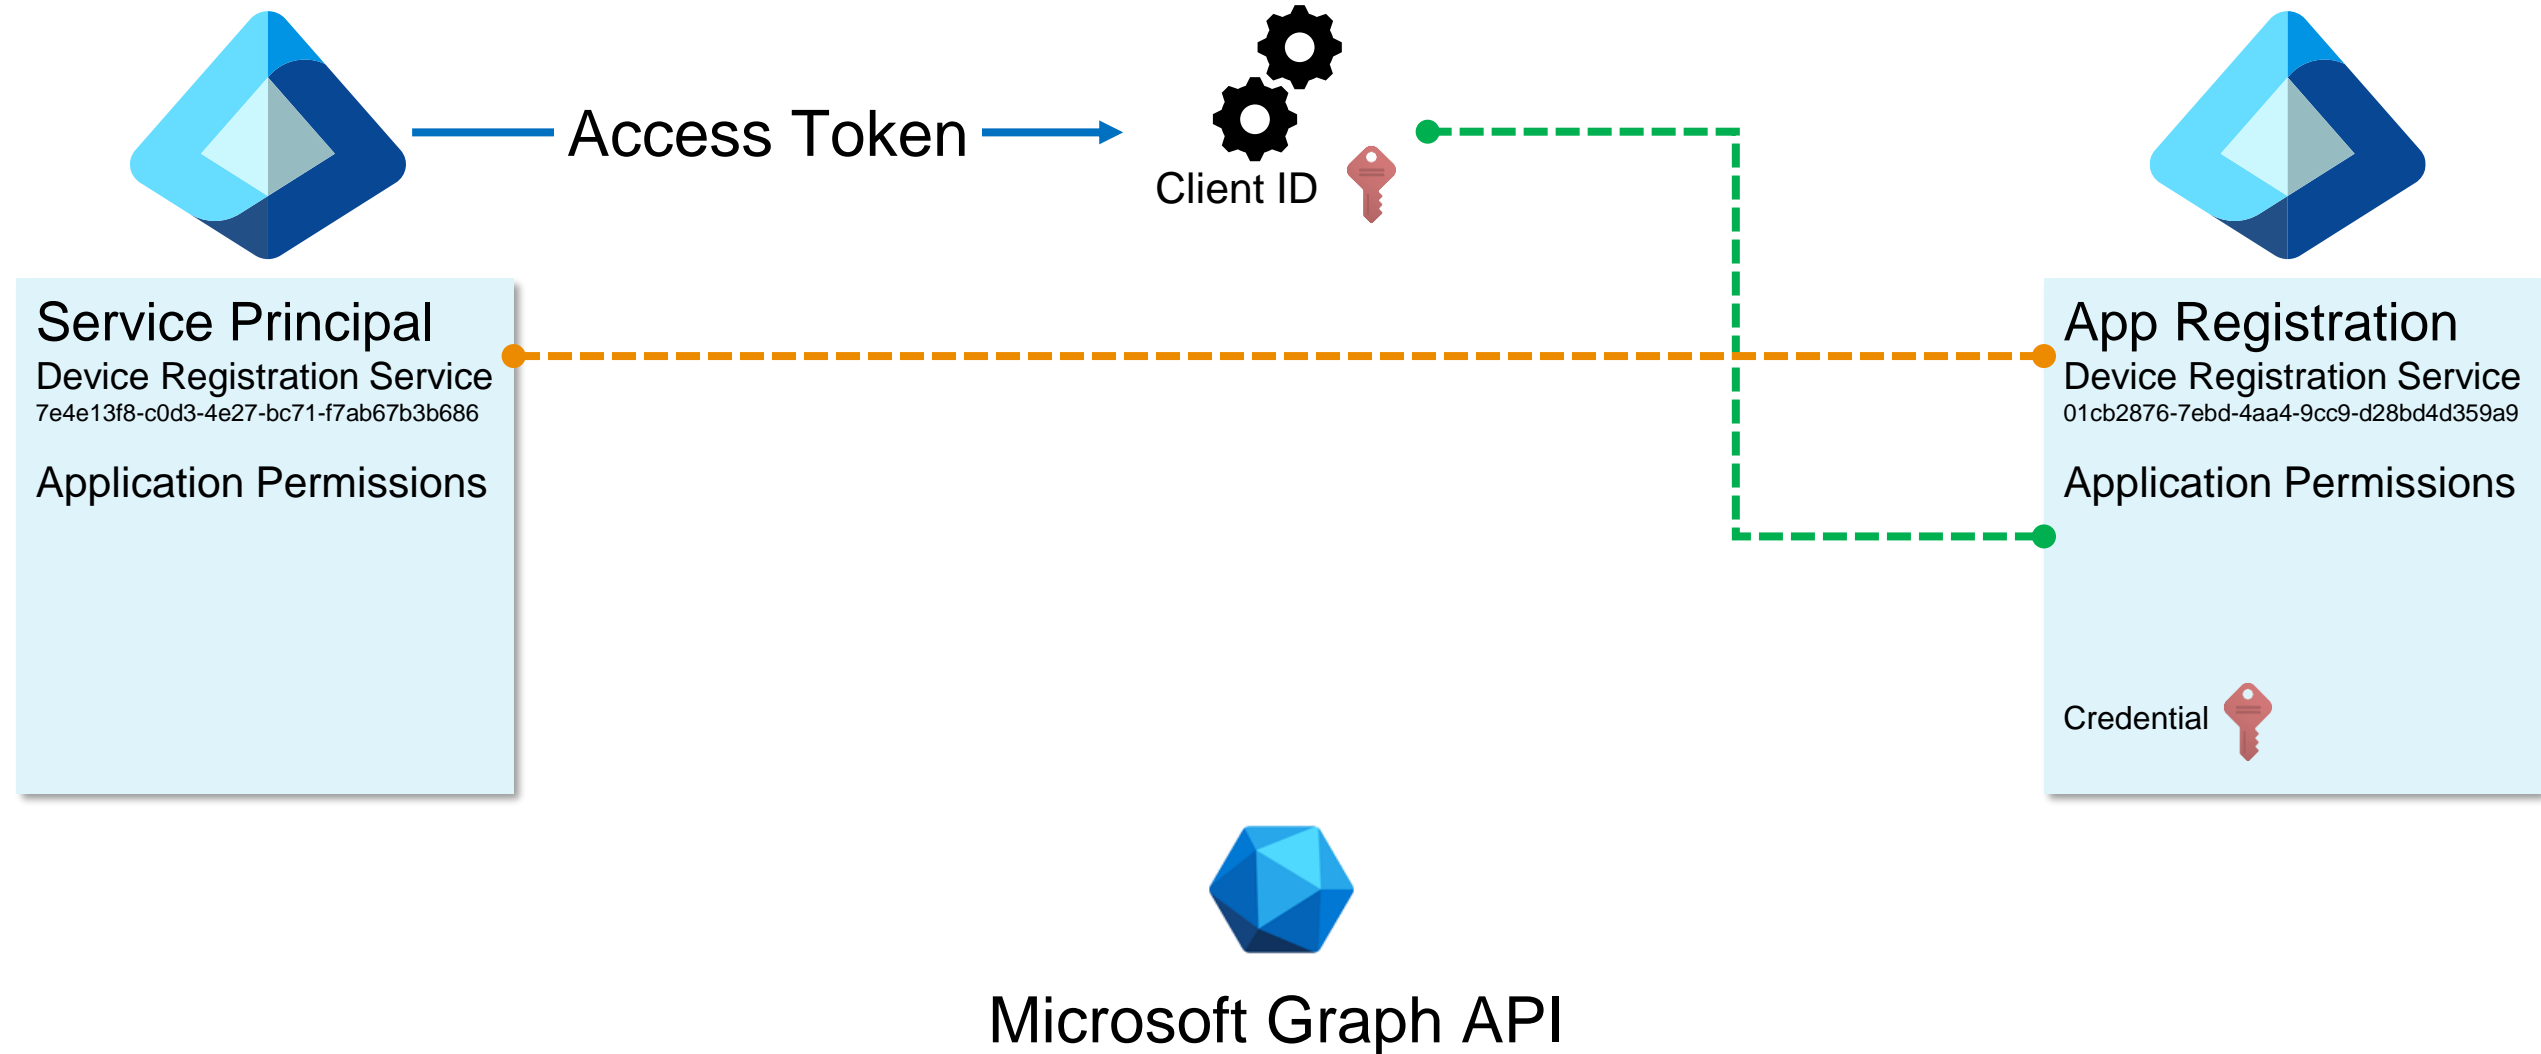 Access Token
Client ID
Service Principal
Device Registration Service
7e4e13f8-c0d3-4e27-bc71-f7ab67b3b686
Application Permissions
App Registration
Device Registration Service
01cb2876-7ebd-4aa4-9cc9-d28bd4d359a9
Application Permissions
Credential
Microsoft Graph API